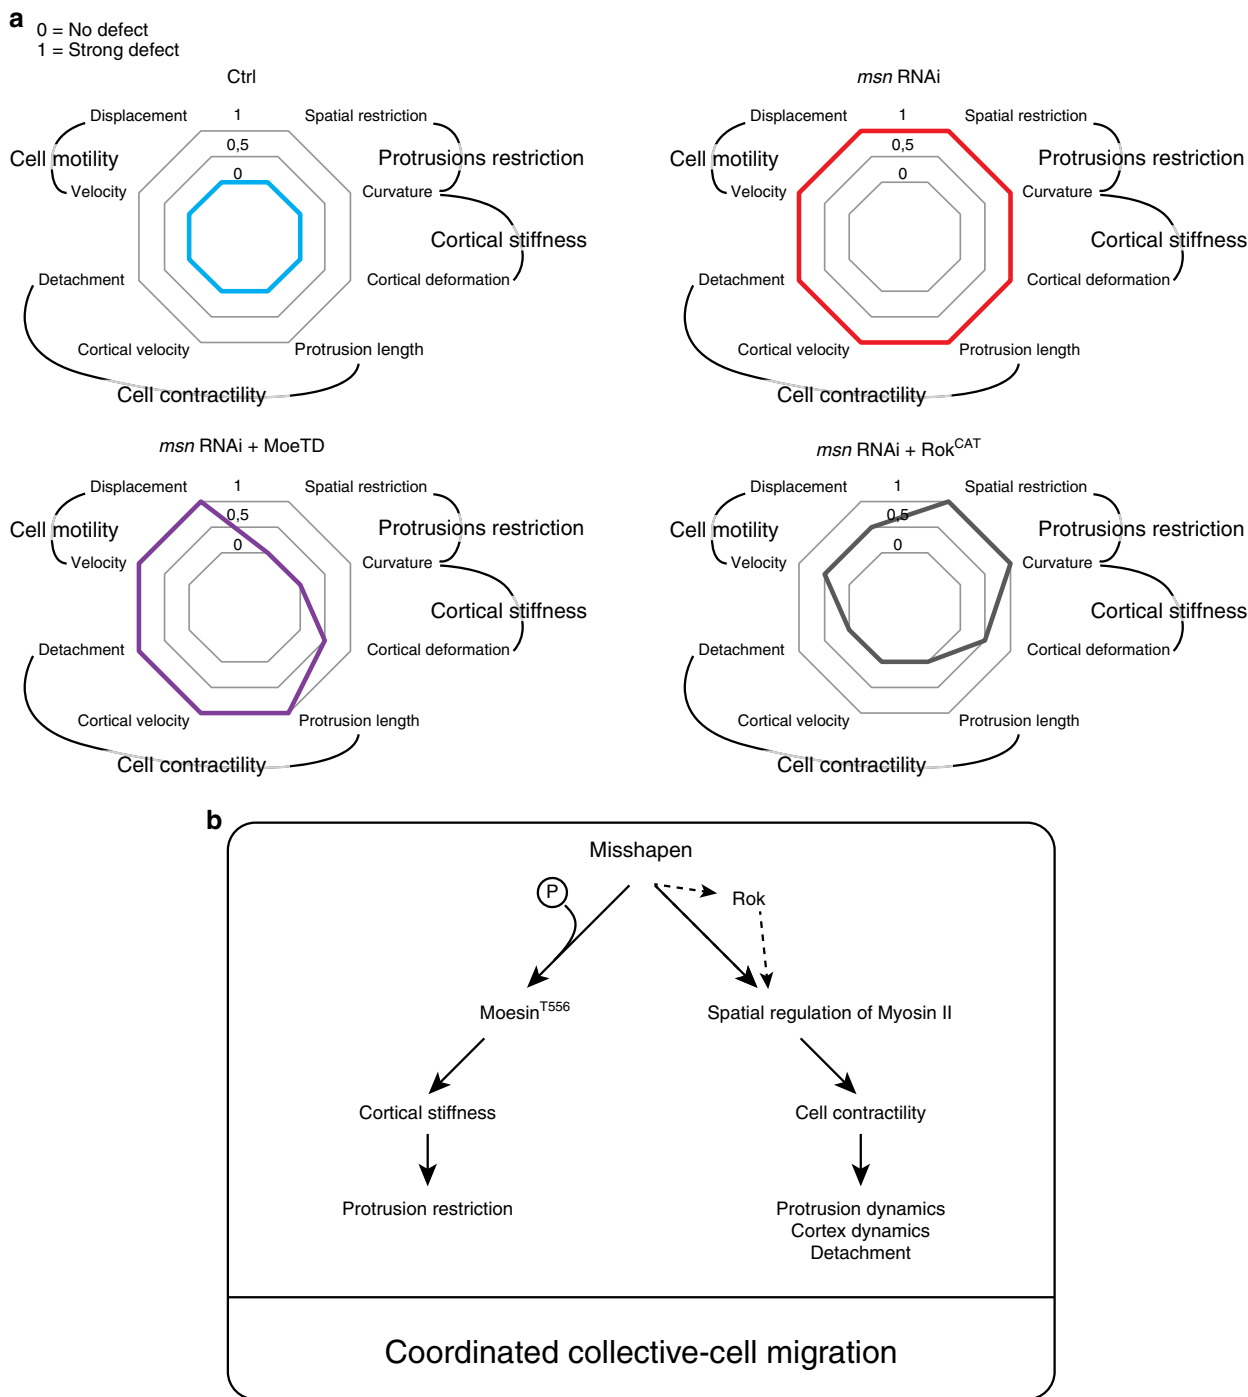 a
0 = No defect
1 = Strong defect
Ctrl
Displacement
1
Spatial restriction
0,5
Cell motility
Protrusions restriction
0
Velocity
Curvature
Cortical stiffness
Detachment
Cortical deformation
Cortical velocity
Protrusion length
Cell contractility
msn RNAi
Displacement
1
Spatial restriction
0,5
Cell motility
Protrusions restriction
0
Velocity
Curvature
Cortical stiffness
Detachment
Cortical deformation
Cortical velocity
Protrusion length
Cell contractility
msn RNAi + MoeTD
Displacement
1
Spatial restriction
0,5
Cell motility
Protrusions restriction
0
Velocity
Curvature
Cortical stiffness
Detachment
Cortical deformation
Cortical velocity
Protrusion length
Cell contractility
msn RNAi + Rok^CAT
Displacement
1
Spatial restriction
0,5
Cell motility
Protrusions restriction
0
Velocity
Curvature
Cortical stiffness
Detachment
Cortical deformation
Cortical velocity
Protrusion length
Cell contractility
b
Misshapen
P
Rok
Moesin^T556
Spatial regulation of Myosin II
Cortical stiffness
Cell contractility
Protrusion restriction
Protrusion dynamics
Cortex dynamics
Detachment
Coordinated collective-cell migration